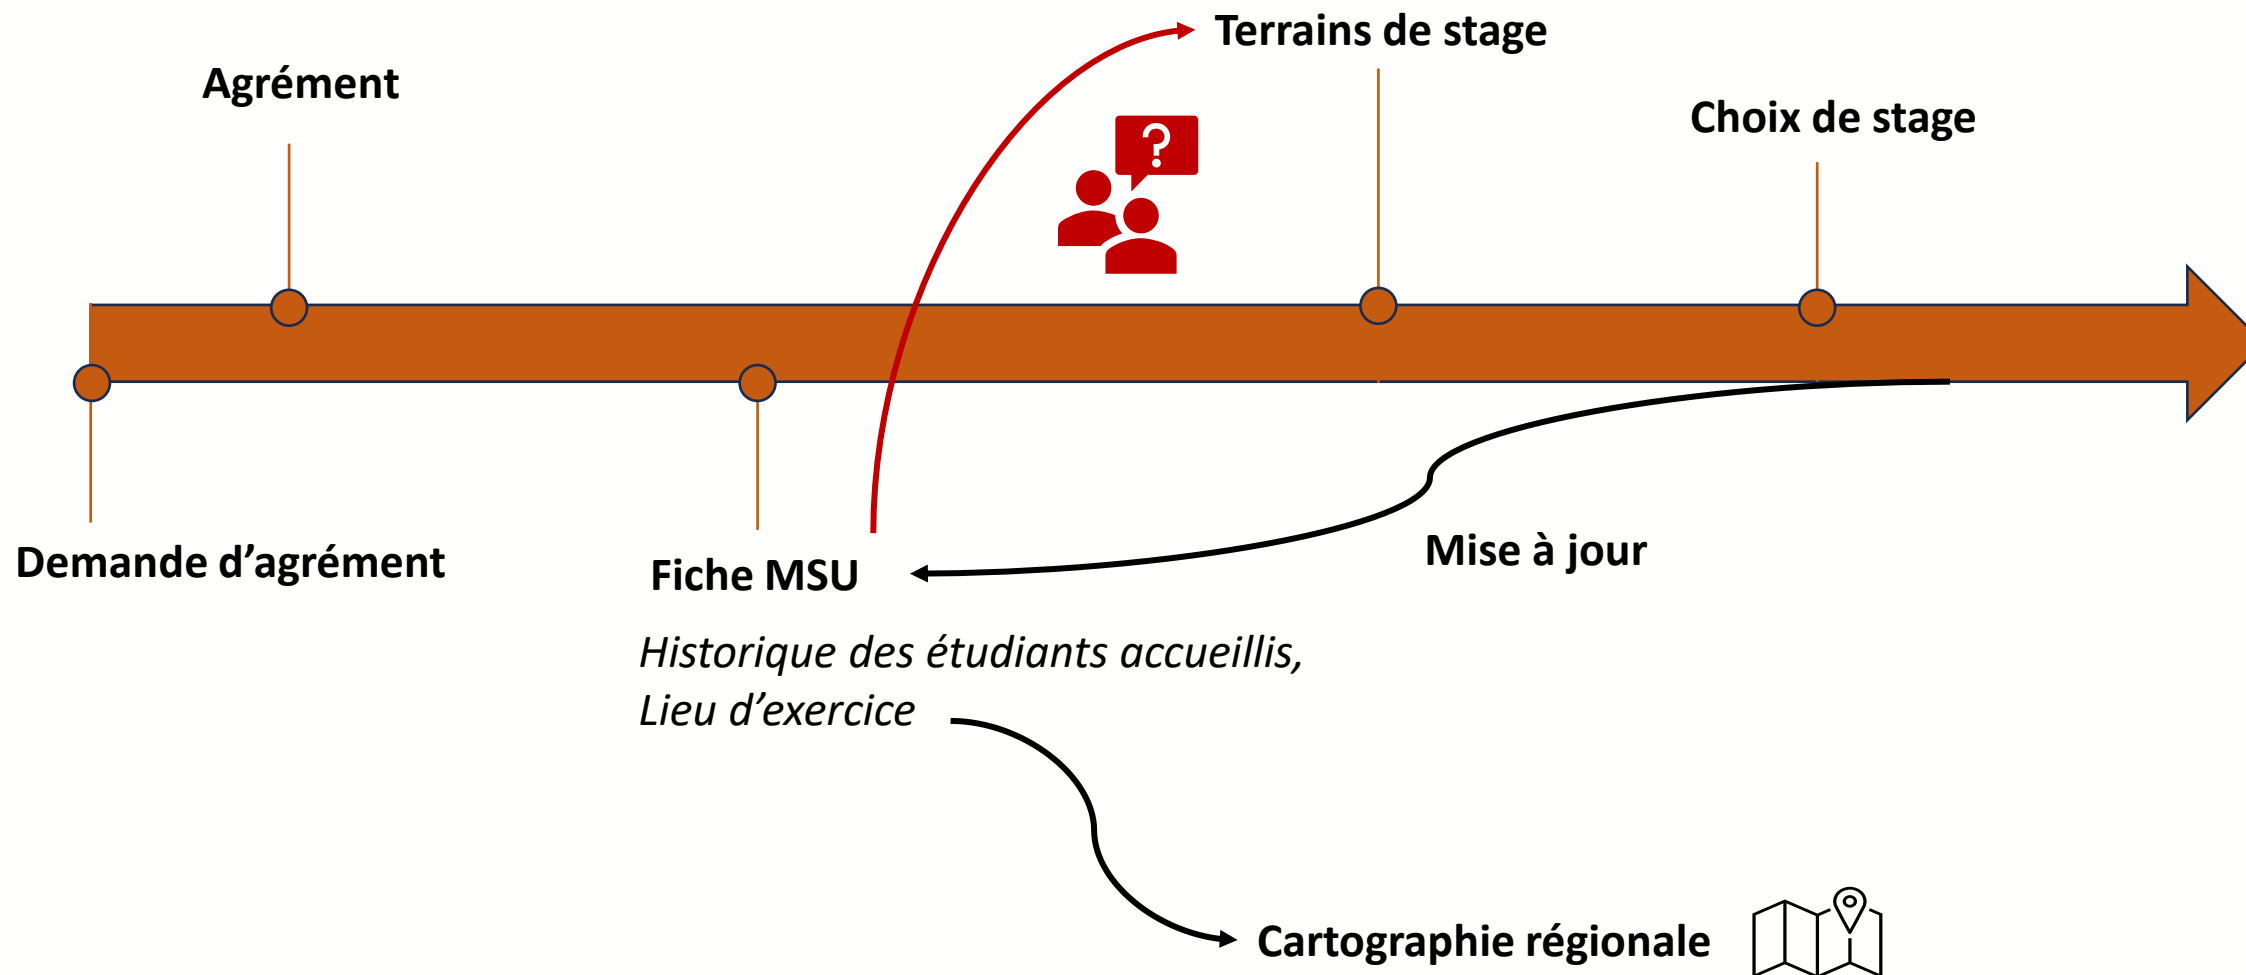 Terrains de stage
Agrément
?
Choix de stage
Demande d’agrément
Fiche MSU
Mise à jour
Historique des étudiants accueillis,
Lieu d’exercice
Cartographie régionale